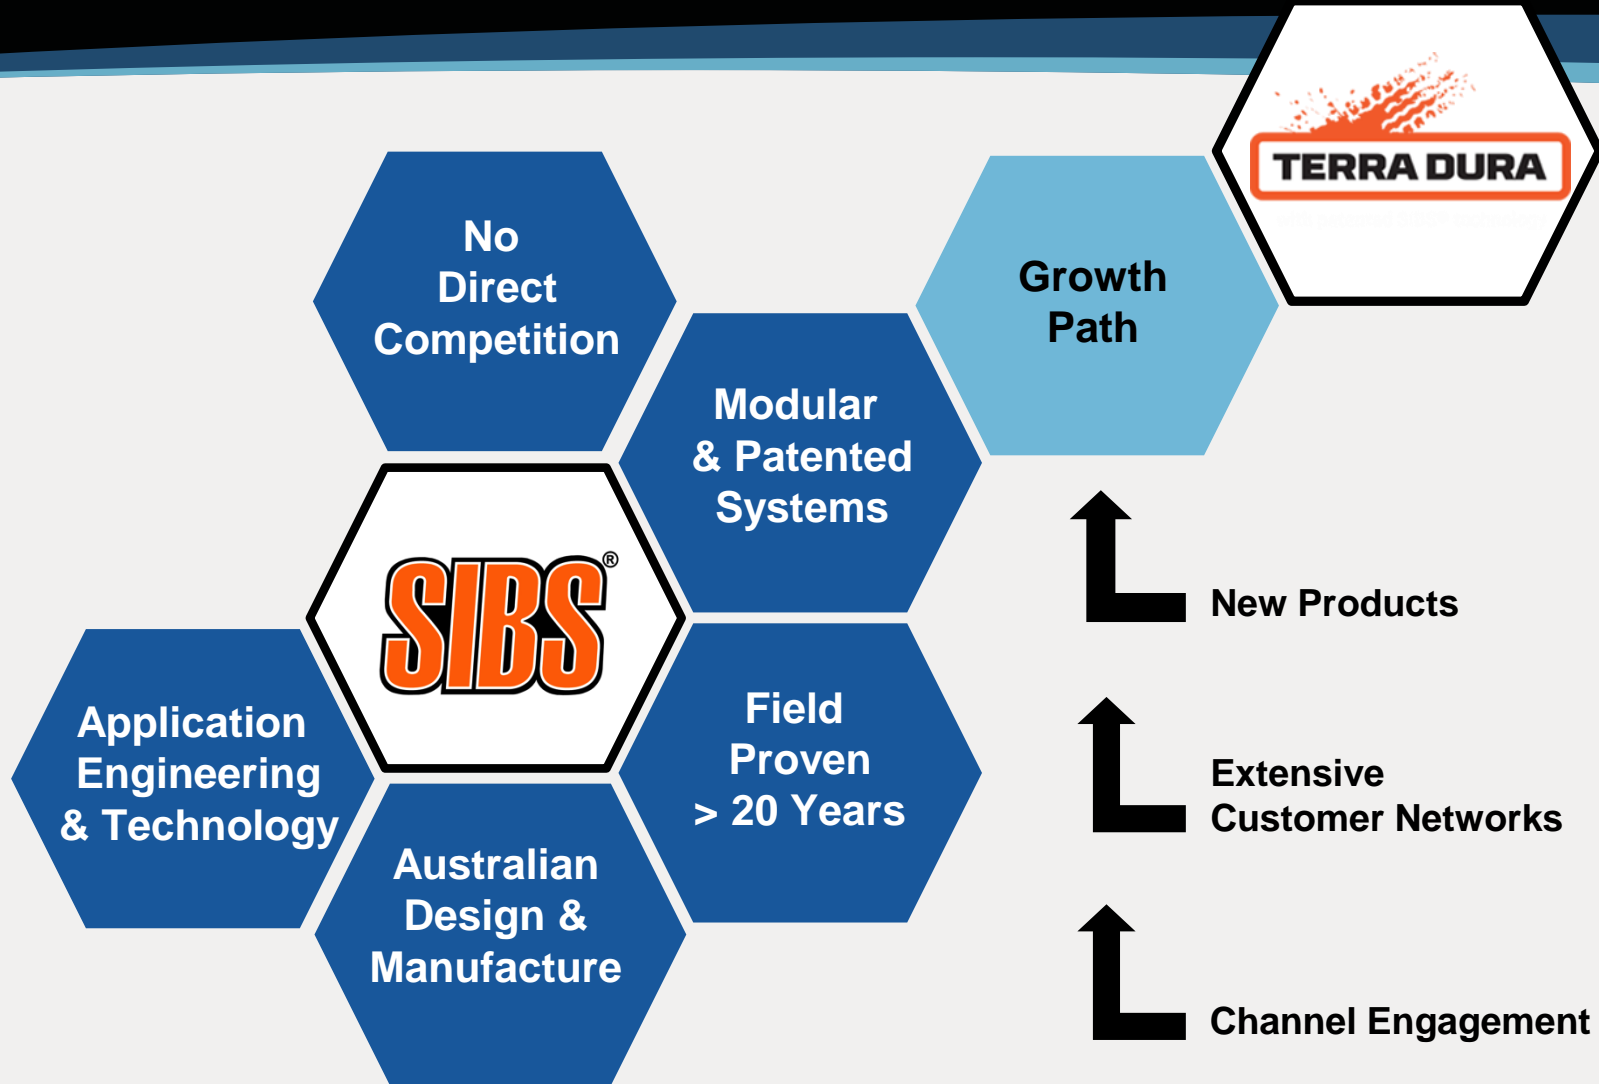 TERRA DURA
No
Direct
Competition
Growth
Path
Modular
& Patented
Systems
SIBS®
New Products
Application
Engineering
& Technology
Field
Proven
> 20 Years
Extensive
Customer Networks
Australian
Design &
Manufacture
Channel Engagement